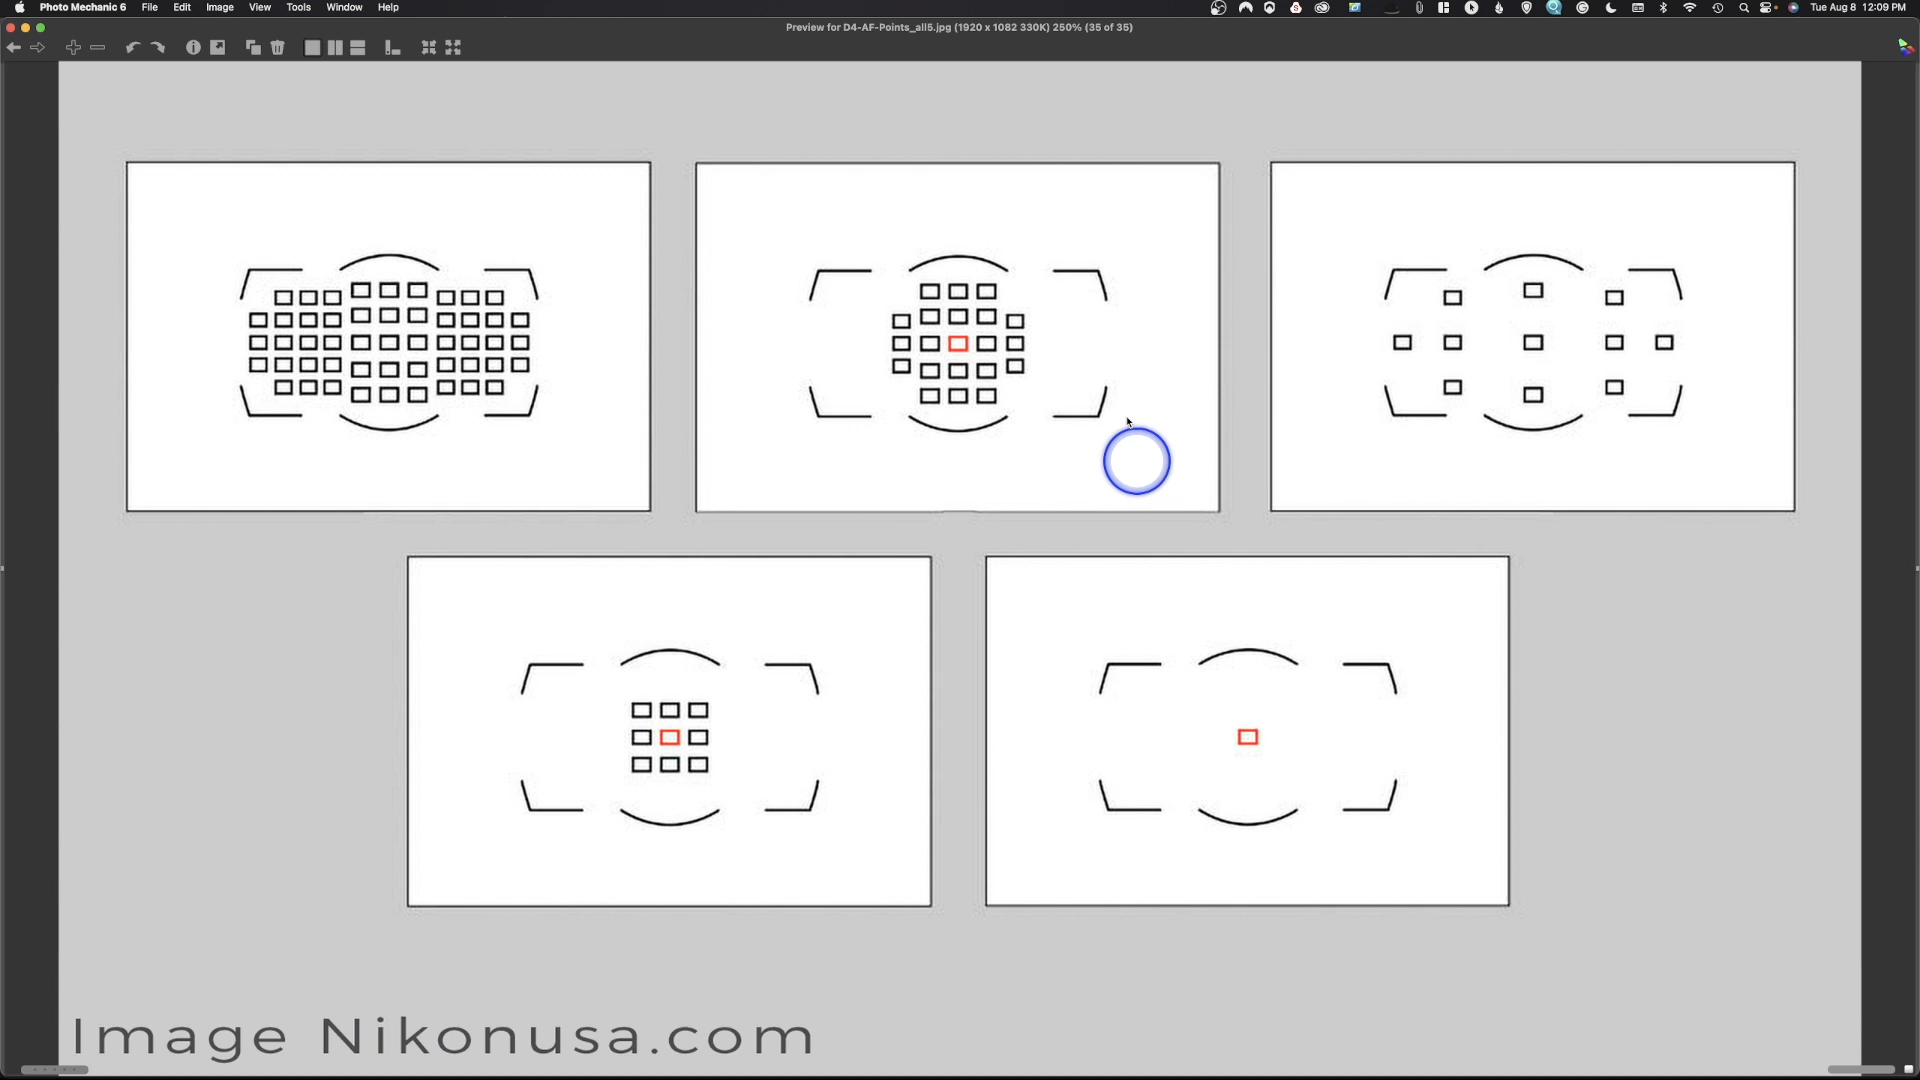 Photo Mechanic 6 File Edit Image View Tools Window Help Tue Aug 8 12:09 PM
Preview for D4-AF-Points_all5.jpg (1920 x 1082 330K) 250% (35 of 35)
Image Nikonusa.com